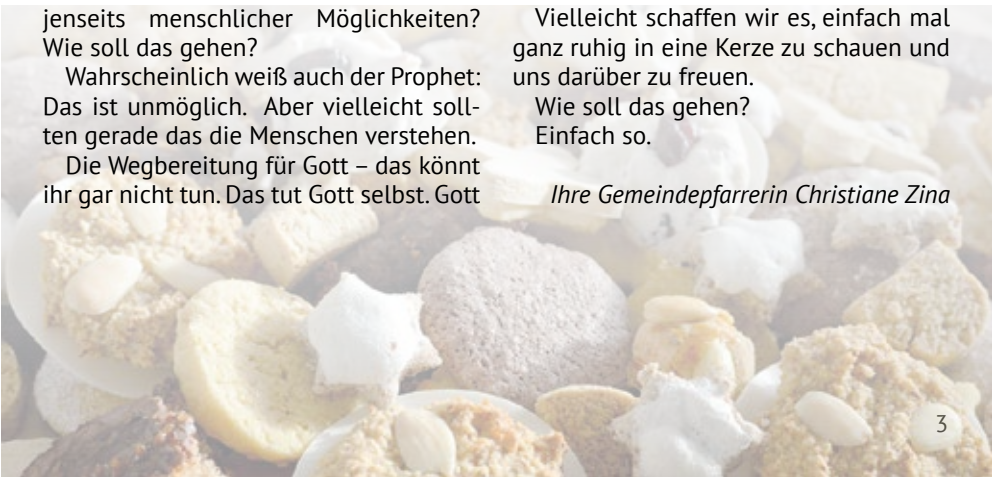 jenseits menschlicher Möglichkeiten?
Wie soll das gehen?
Wahrscheinlich weiß auch der Prophet:
Das ist unmöglich. Aber vielleicht soll-
ten gerade das die Menschen verstehen.
Die Wegbereitung für Gott – das könnt
ihr gar nicht tun. Das tut Gott selbst. Gott
Vielleicht schaffen wir es, einfach mal
ganz ruhig in eine Kerze zu schauen und
uns darüber zu freuen.
Wie soll das gehen?
Einfach so.
Ihre Gemeindepfarrerin Christiane Zina
3